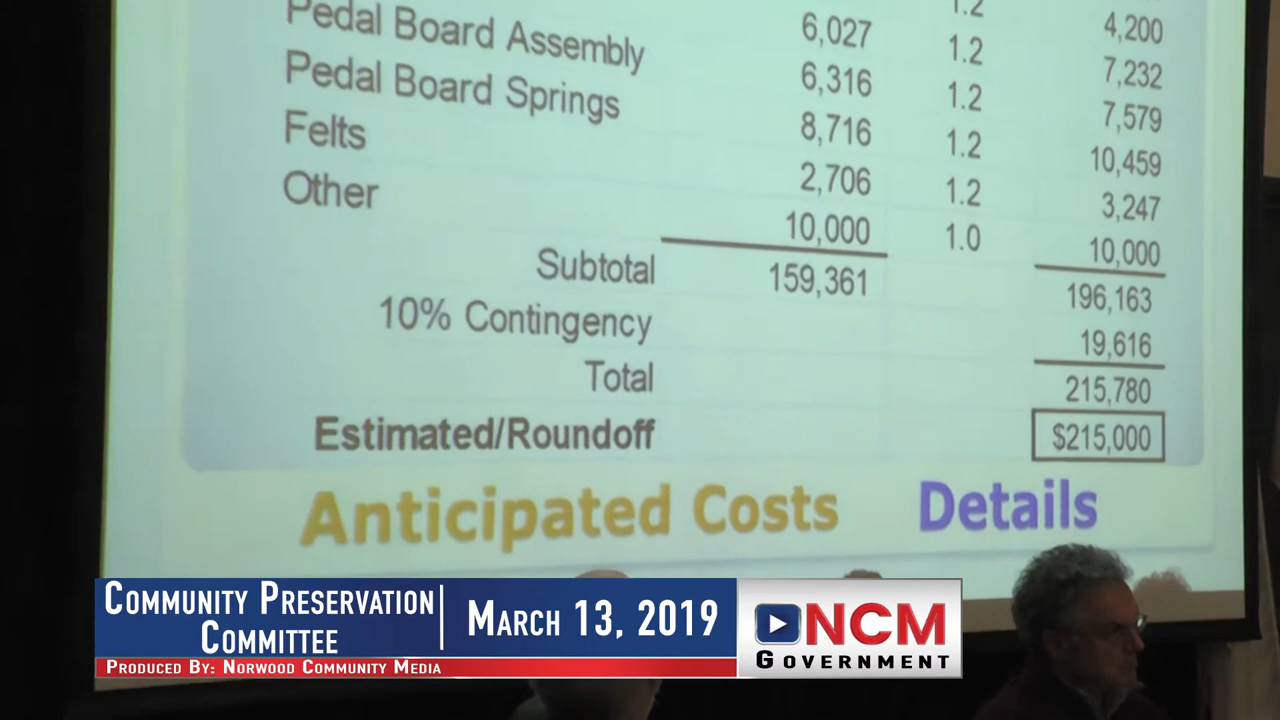 1.2 4,200
6,027 1.2 7,232
Pedal Board Assembly 6,316 1.2 7,579
Pedal Board Springs 8,716 1.2 10,459
Felts 2,706 1.2 3,247
Other 10,000 1.0 10,000
Subtotal 159,361 196,163
10% Contingency 19,616
Total 215,780
Estimated/Roundoff $215,000
Anticipated Costs Details
Community Preservation
Committee
March 13, 2019
Produced By: Norwood Community Media
NCM
Government